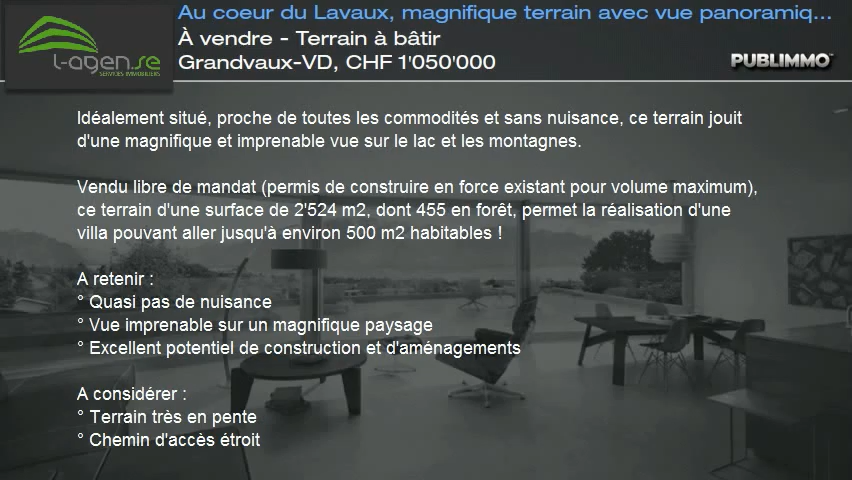 Au coeur du Lavaux, magnifique terrain avec vue panoramiq...
À vendre - Terrain à bâtir
Grandvaux-VD, CHF 1'050'000
l-agen.se
SERVICES IMMOBILIERS
PUBLIMMO
Idéalement situé, proche de toutes les commodités et sans nuisance, ce terrain jouit
d'une magnifique et imprenable vue sur le lac et les montagnes.
Vendu libre de mandat (permis de construire en force existant pour volume maximum),
ce terrain d'une surface de 2'524 m2, dont 455 en forêt, permet la réalisation d'une
villa pouvant aller jusqu'à environ 500 m2 habitables !
A retenir :
° Quasi pas de nuisance
° Vue imprenable sur un magnifique paysage
° Excellent potentiel de construction et d'aménagements
A considérer :
° Terrain très en pente
° Chemin d'accès étroit